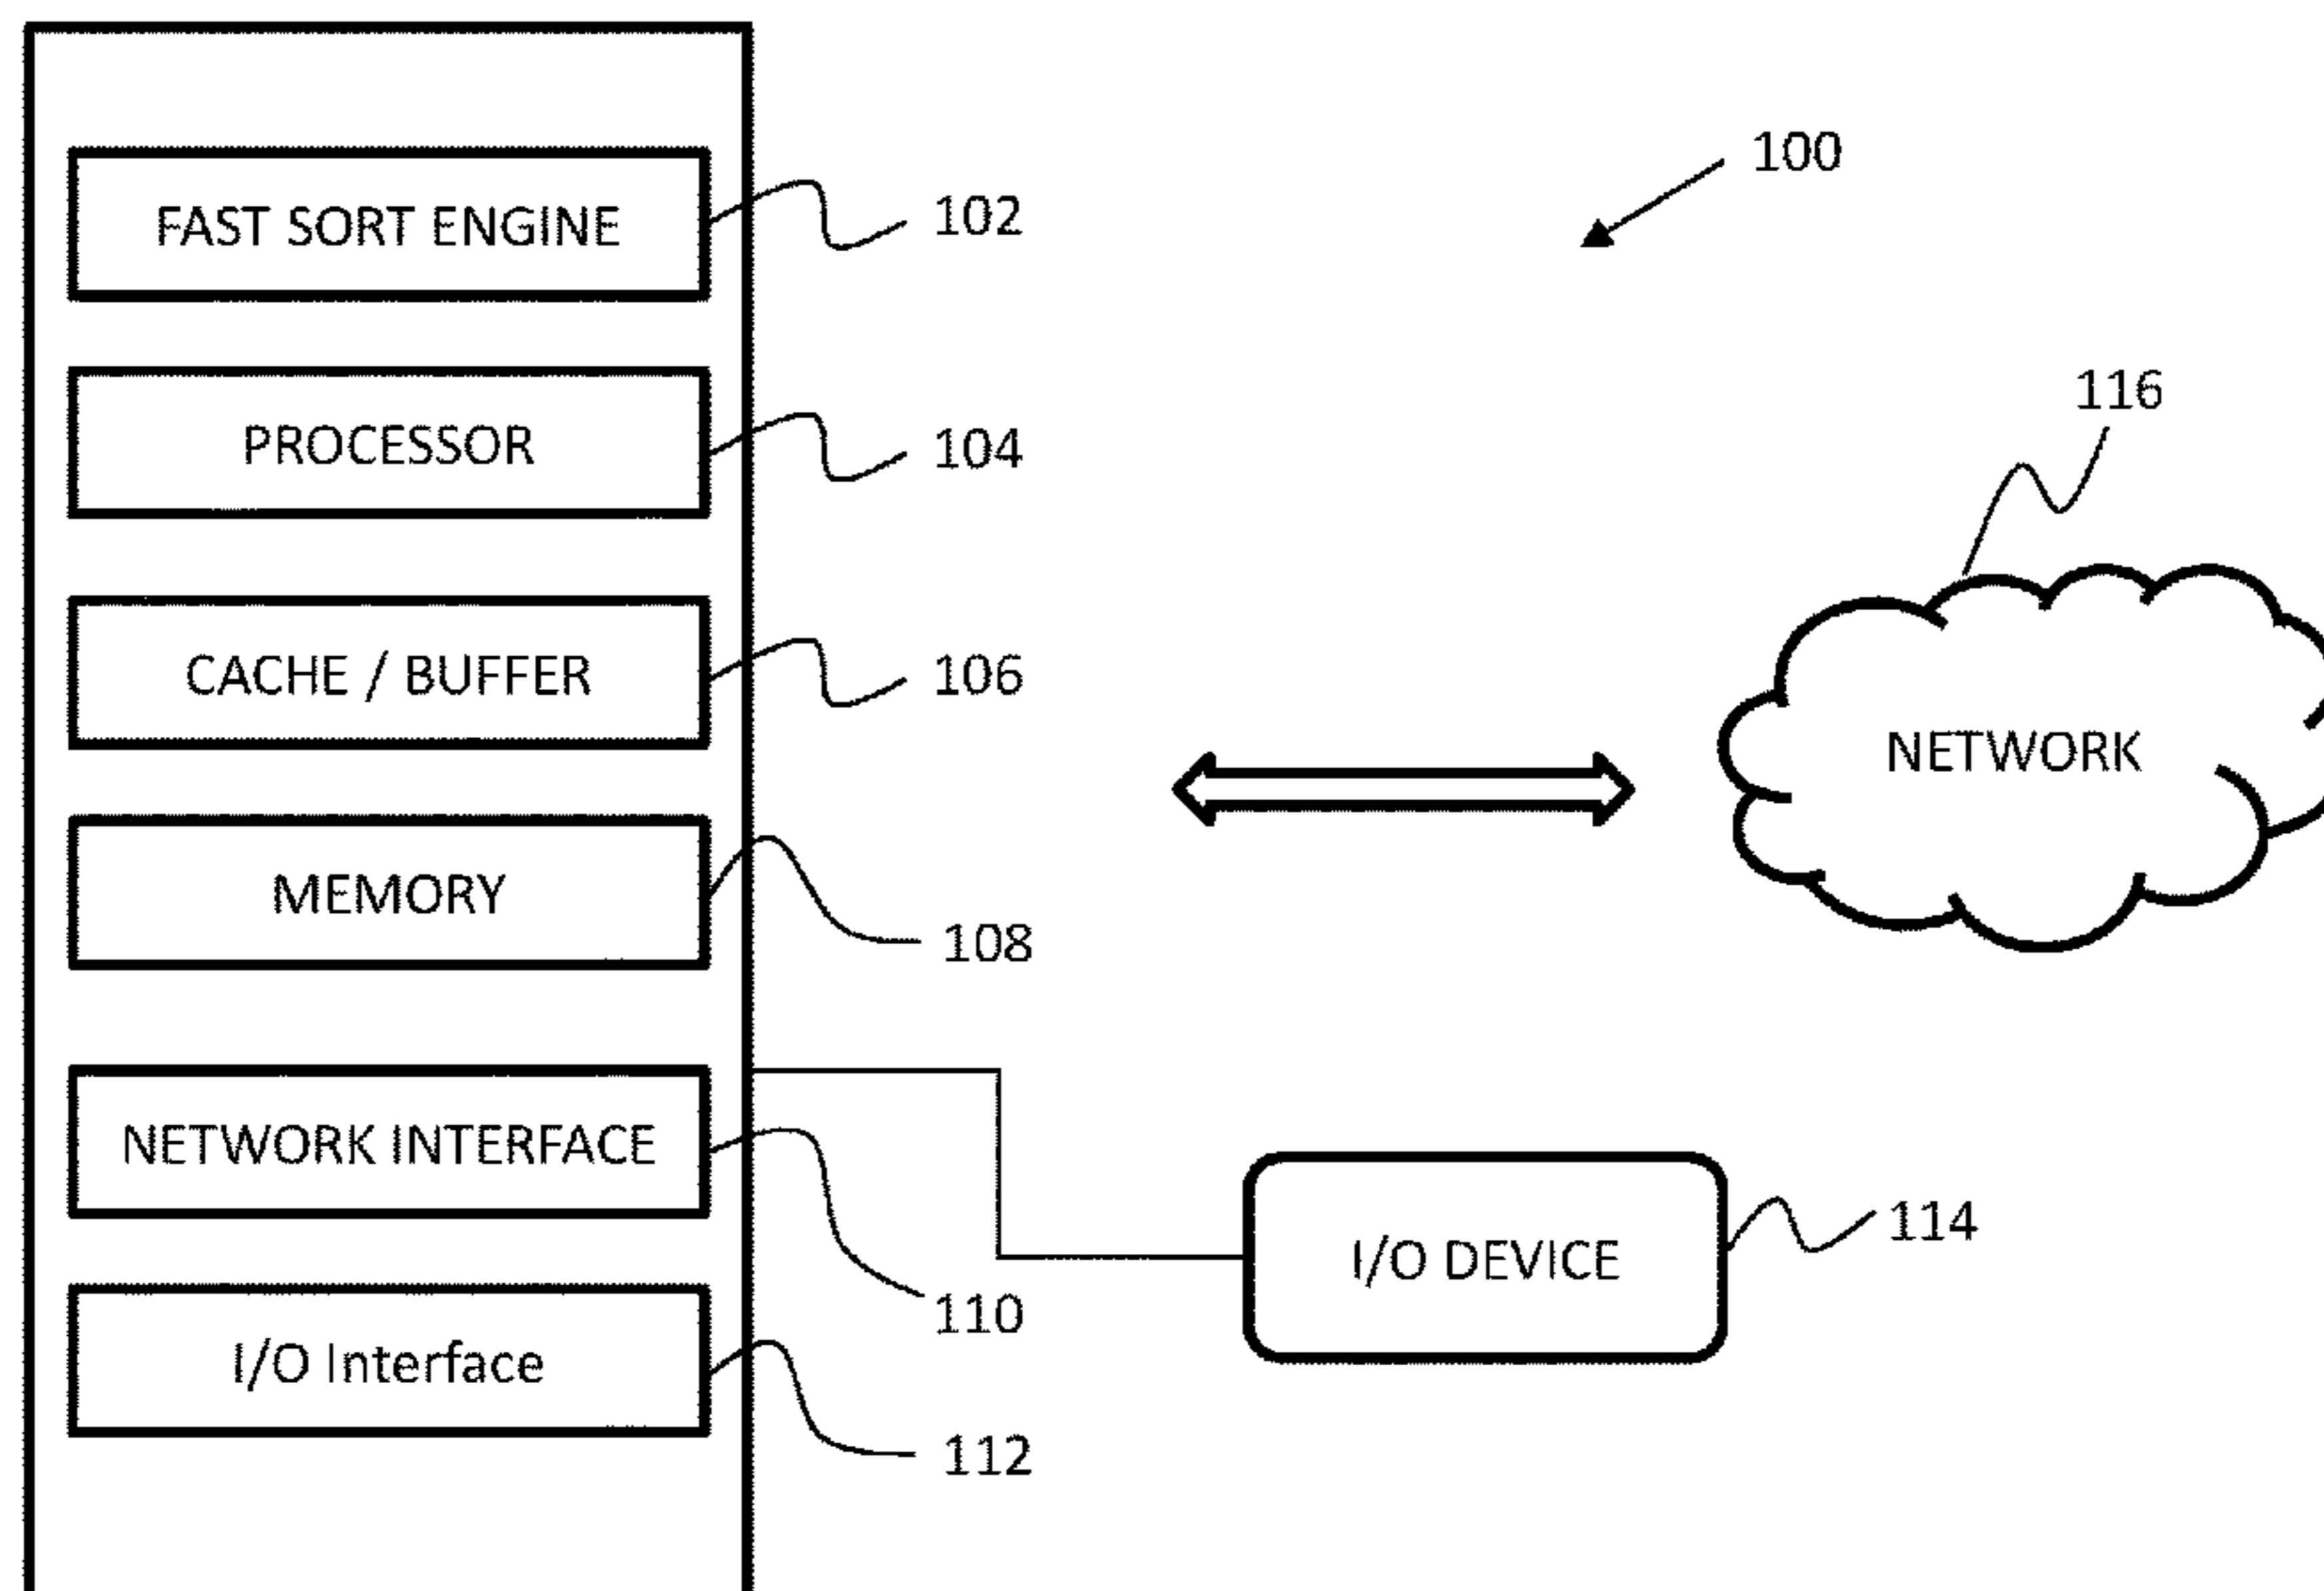 FAST SORT ENGINE
102
100
PROCESSOR
104
116
CACHE / BUFFER
106
NETWORK
MEMORY
108
NETWORK INTERFACE
110
I/O DEVICE
114
I/O Interface
112